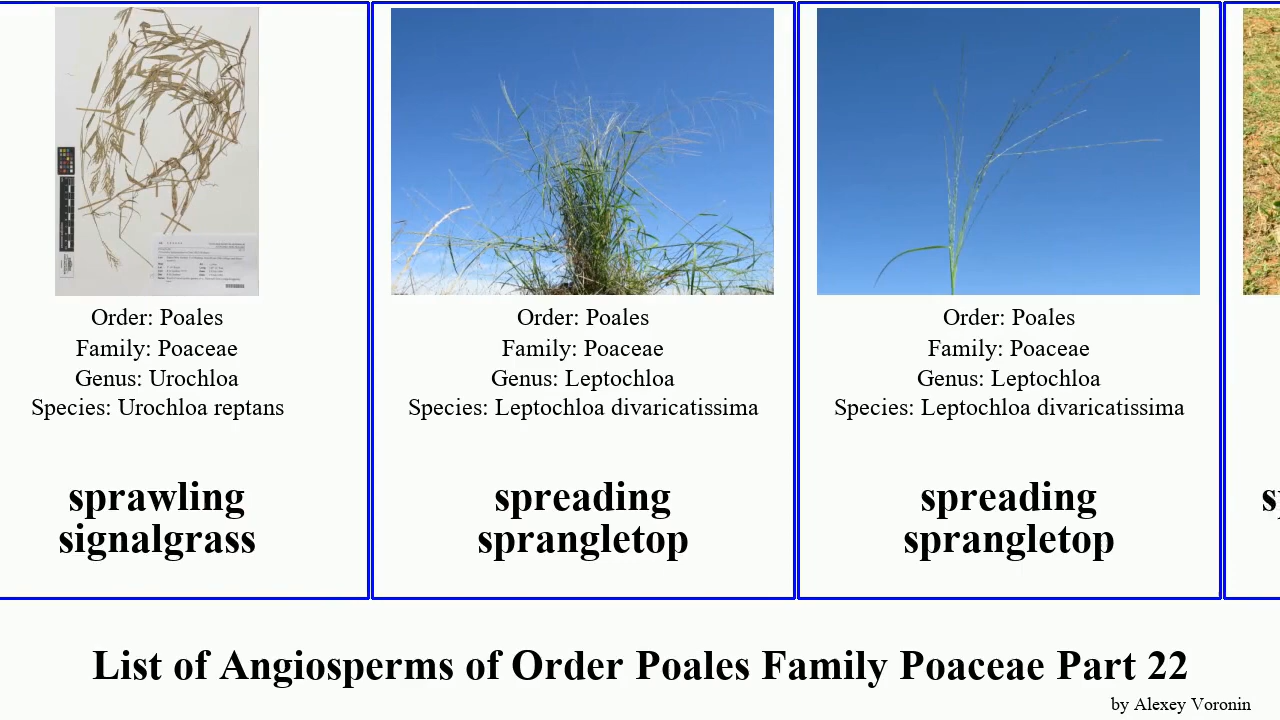 Order: Poales
Family: Poaceae
Genus: Urochloa
Species: Urochloa reptans
sprawling
signalgrass
Order: Poales
Family: Poaceae
Genus: Leptochloa
Species: Leptochloa divaricatissima
spreading
sprangletop
Order: Poales
Family: Poaceae
Genus: Leptochloa
Species: Leptochloa divaricatissima
spreading
sprangletop
List of Angiosperms of Order Poales Family Poaceae Part 22
by Alexey Voronin